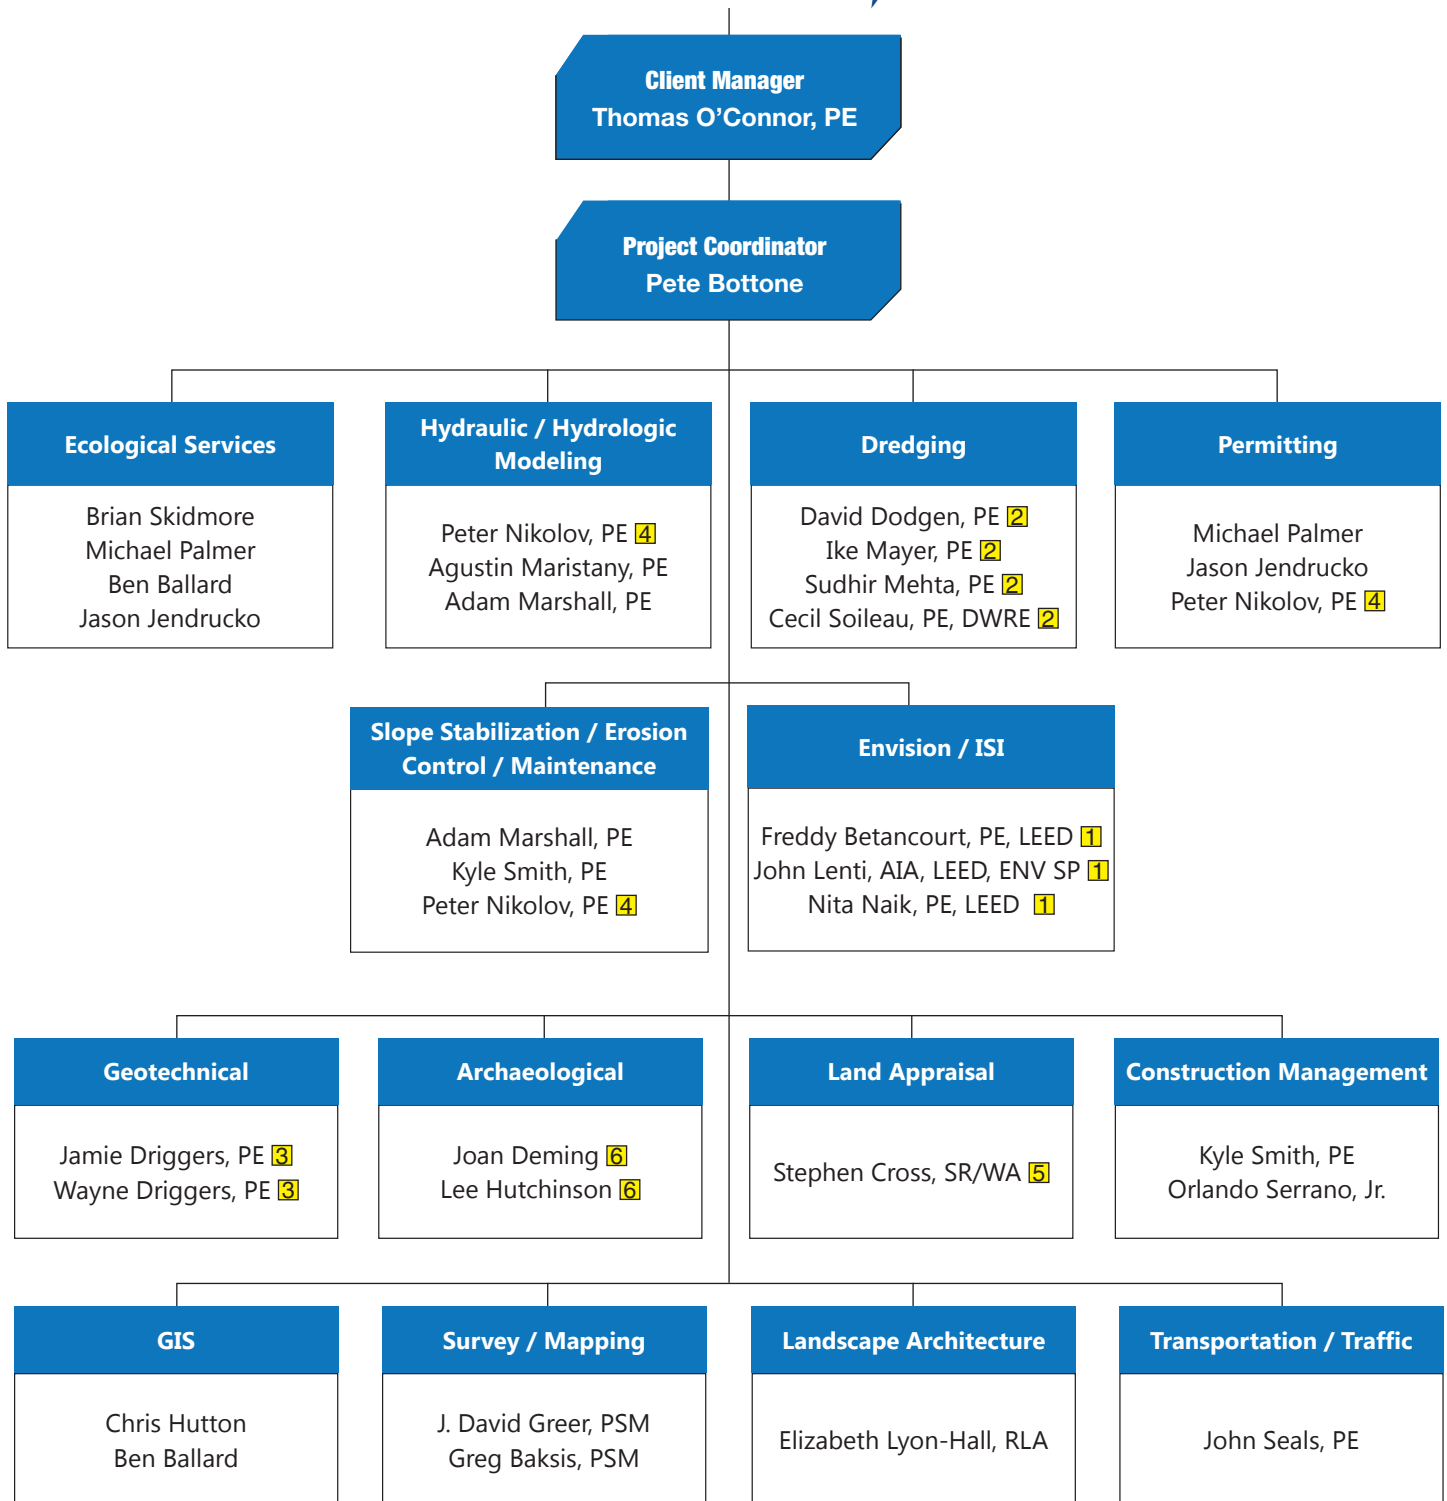 Client Manager
Thomas O’Connor, PE
Project Coordinator
Pete Bottone
Ecological Services
Brian Skidmore
Michael Palmer
Ben Ballard
Jason Jendrucko
Hydraulic / Hydrologic
Modeling
Peter Nikolov, PE 4
Agustin Maristany, PE
Adam Marshall, PE
Dredging
David Dodgen, PE 2
Ike Mayer, PE 2
Sudhir Mehta, PE 2
Cecil Soileau, PE, DWRE 2
Permitting
Michael Palmer
Jason Jendrucko
Peter Nikolov, PE 4
Slope Stabilization / Erosion
Control / Maintenance
Adam Marshall, PE
Kyle Smith, PE
Peter Nikolov, PE 4
Envision / ISI
Freddy Betancourt, PE, LEED 1
John Lenti, AIA, LEED, ENV SP 1
Nita Naik, PE, LEED 1
Geotechnical
Jamie Driggers, PE 3
Wayne Driggers, PE 3
Archaeological
Joan Deming 6
Lee Hutchinson 6
Land Appraisal
Stephen Cross, SR/WA 5
Construction Management
Kyle Smith, PE
Orlando Serrano, Jr.
GIS
Chris Hutton
Ben Ballard
Survey / Mapping
J. David Greer, PSM
Greg Baksis, PSM
Landscape Architecture
Elizabeth Lyon-Hall, RLA
Transportation / Traffic
John Seals, PE